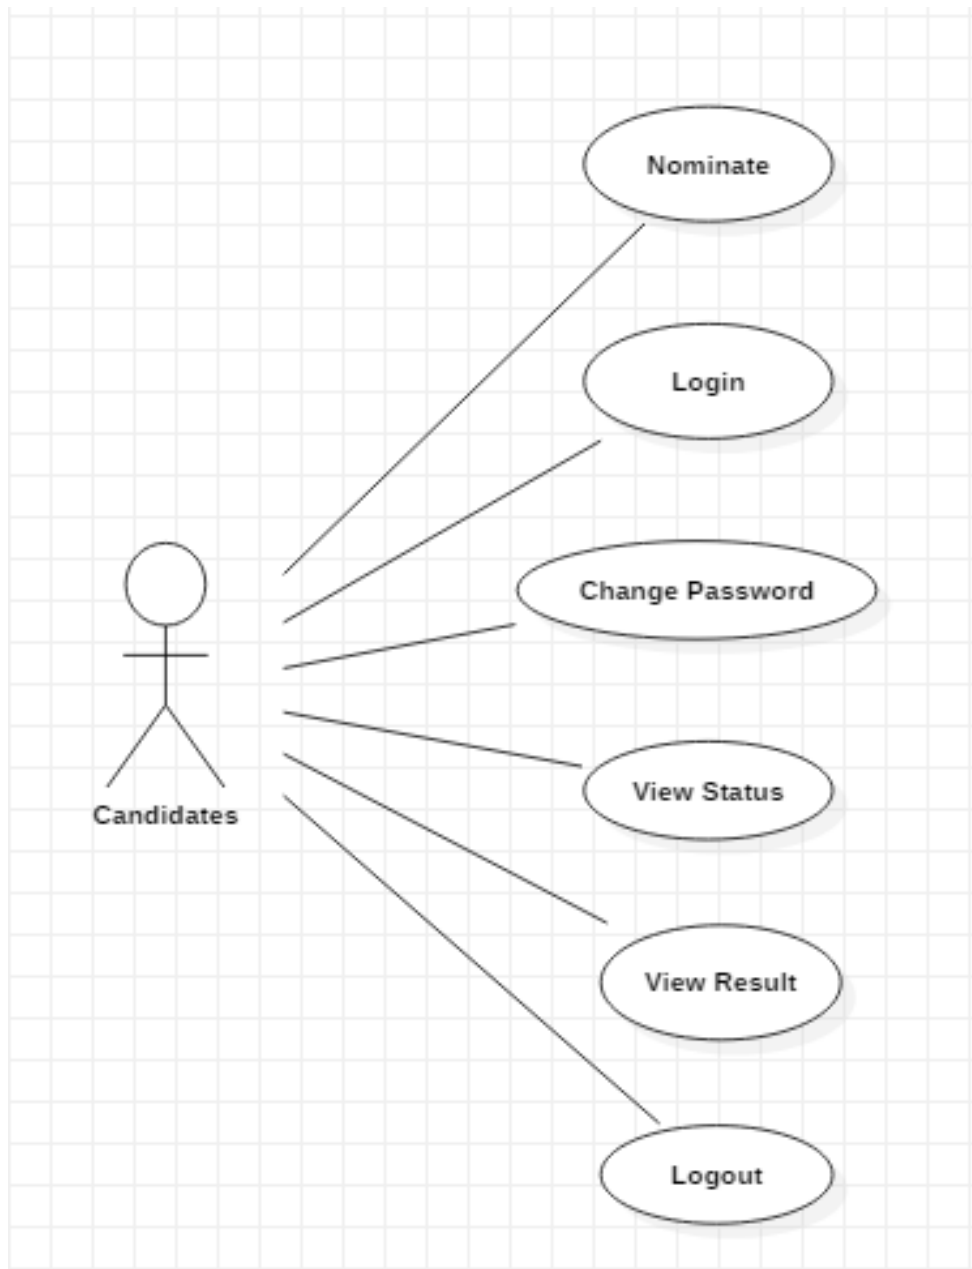 Nominate
Login
Change Password
View Status
Candidates
View Result
Logout